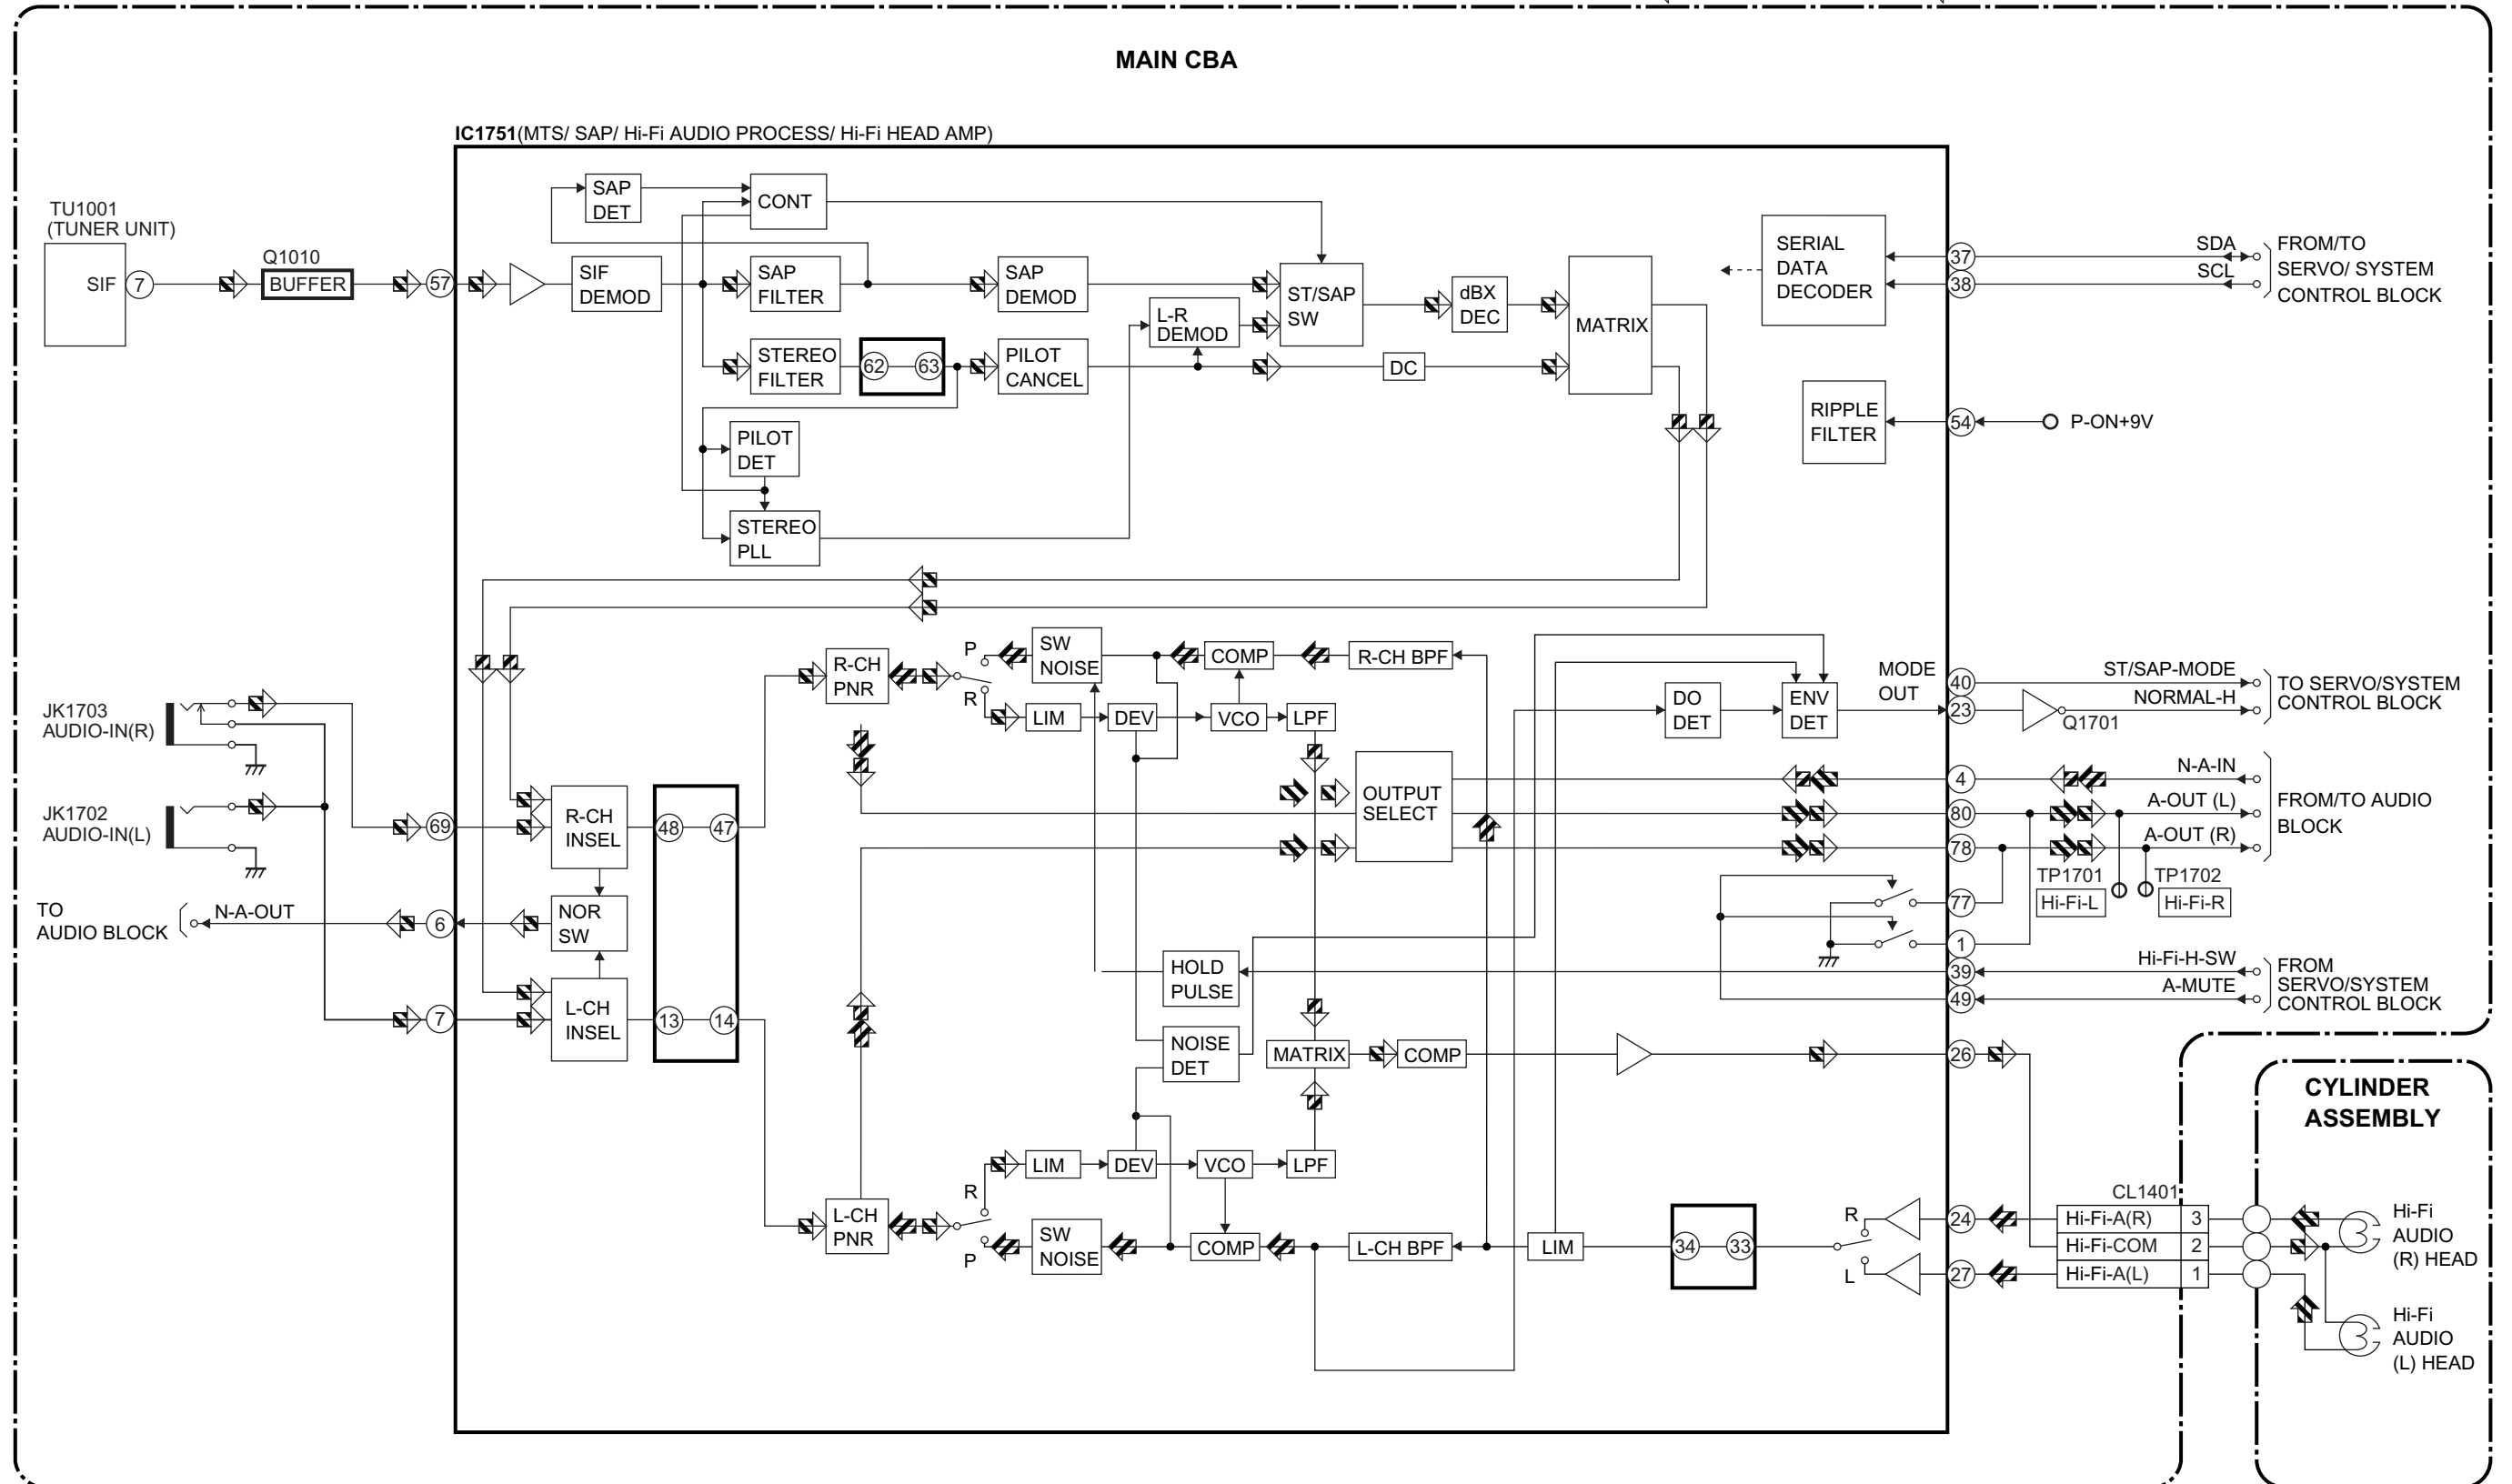 MAIN CBA
IC1751(MTS/ SAP/ Hi-Fi AUDIO PROCESS/ Hi-Fi HEAD AMP)
TU1001
(TUNER UNIT)
SIF
7
Q1010
BUFFER
57
SAP
DET
CONT
SIF
DEMOD
SAP
FILTER
SAP
DEMOD
STEREO
FILTER
62
63
PILOT
CANCEL
L-R
DEMOD
ST/SAP
SW
dBX
DEC
DC
MATRIX
PILOT
DET
STEREO
PLL
SERIAL
DATA
DECODER
37
38
SDA
SCL
FROM/TO
SERVO/ SYSTEM
CONTROL BLOCK
RIPPLE
FILTER
54
P-ON+9V
JK1703
AUDIO-IN(R)
JK1702
AUDIO-IN(L)
69
TO
AUDIO BLOCK
N-A-OUT
6
7
R-CH
INSEL
NOR
SW
L-CH
INSEL
48
47
13
14
R-CH
PNR
P
R
SW
NOISE
COMP
R-CH BPF
LIM
DEV
VCO
LPF
OUTPUT
SELECT
DO
DET
ENV
DET
MODE
OUT
40
23
ST/SAP-MODE
NORMAL-H
Q1701
TO SERVO/SYSTEM
CONTROL BLOCK
4
80
78
N-A-IN
A-OUT (L)
A-OUT (R)
FROM/TO AUDIO
BLOCK
TP1701
Hi-Fi-L
TP1702
Hi-Fi-R
77
1
39
49
Hi-Fi-H-SW
A-MUTE
FROM
SERVO/SYSTEM
CONTROL BLOCK
HOLD
PULSE
NOISE
DET
MATRIX
COMP
26
L-CH
PNR
R
P
LIM
DEV
VCO
LPF
SW
NOISE
COMP
L-CH BPF
LIM
34
33
R
L
24
27
CL1401
Hi-Fi-A(R)
3
Hi-Fi-COM
2
Hi-Fi-A(L)
1
CYLINDER
ASSEMBLY
Hi-Fi
AUDIO
(R) HEAD
Hi-Fi
AUDIO
(L) HEAD